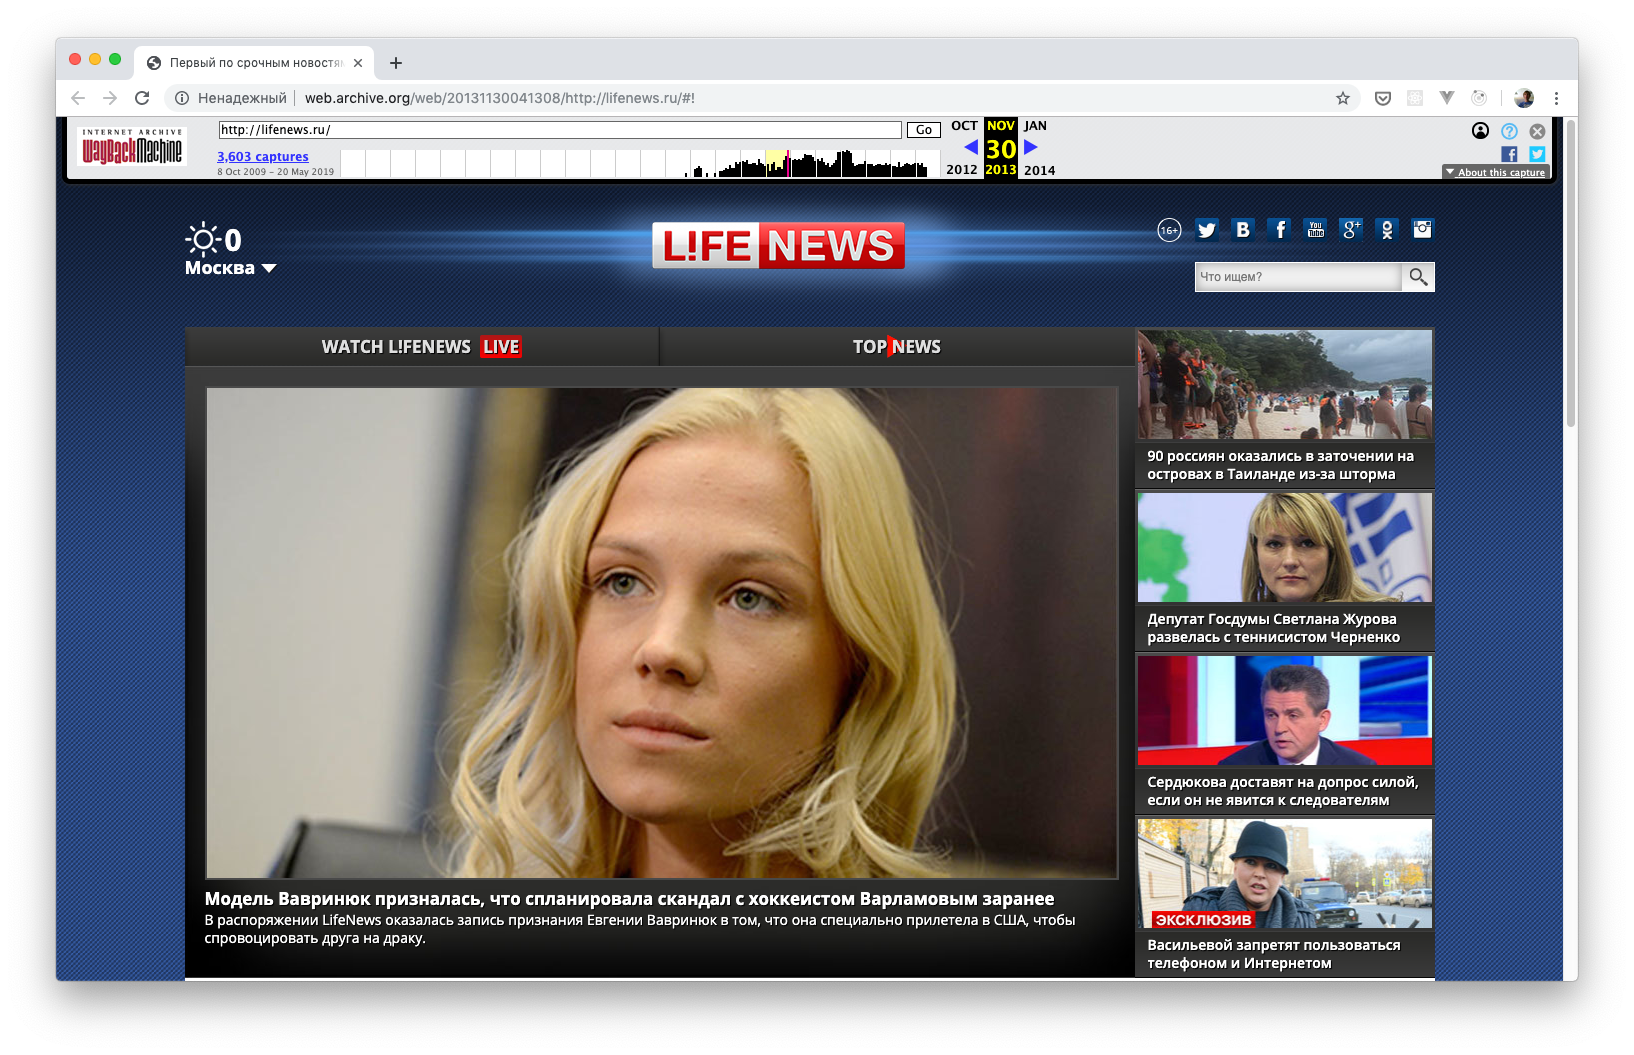 Первый по срочным новостям
Ненадежный | web.archive.org/web/20131130041308/http://lifenews.ru/#!
INTERNET ARCHIVE
WayBackMachine
http://lifenews.ru/
Go
3,603 captures
8 Oct 2009 – 20 May 2019
OCT NOV JAN
30
2012 2013 2014
About this capture
0
Москва
L!FE NEWS
16+
You Tube
Что ищем?
WATCH L!FENEWS LIVE
TOP NEWS
Модель Вавринюк призналась, что спланировала скандал с хоккеистом Варламовым заранее
В распоряжении LifeNews оказалась запись признания Евгении Вавринюк в том, что она специально прилетела в США, чтобы
спровоцировать друга на драку.
90 россиян оказались в заточении на
островах в Таиланде из-за шторма
Депутат Госдумы Светлана Журова
развелась с теннисистом Черненко
Сердюкова доставят на допрос силой,
если он не явится к следователям
ЭКСКЛЮЗИВ
Васильевой запретят пользоваться
телефоном и Интернетом